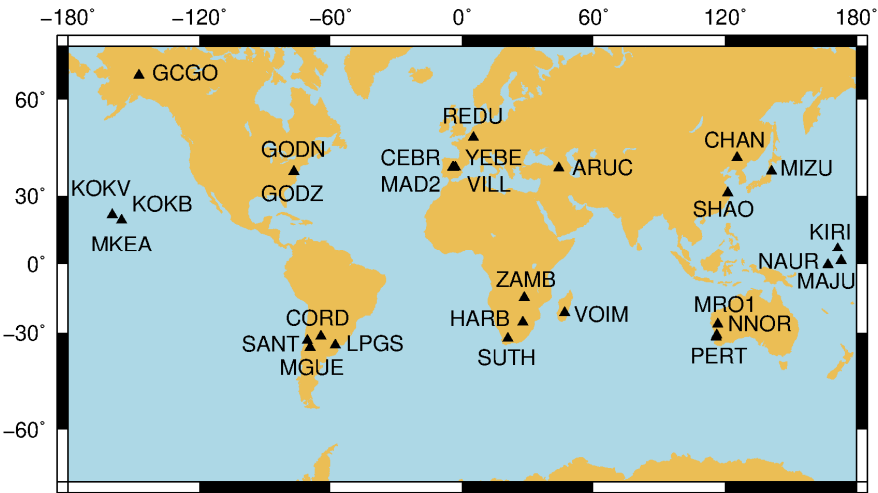 −180° −120° −60° 0° 60° 120° 180°
GCGO
60°
REDU
CHAN
GODN
CEBR YEBE
ARUC
MIZU
MAD2 VILL
KOKV
GODZ
30°
KOKB
SHAO
MKEA
KIRI
0°
NAUR
MAJU
ZAMB
MRO1
CORD
HARB
VOIM
NNOR
−30°
SANT
LPGS
SUTH
PERT
MGUE
−60°